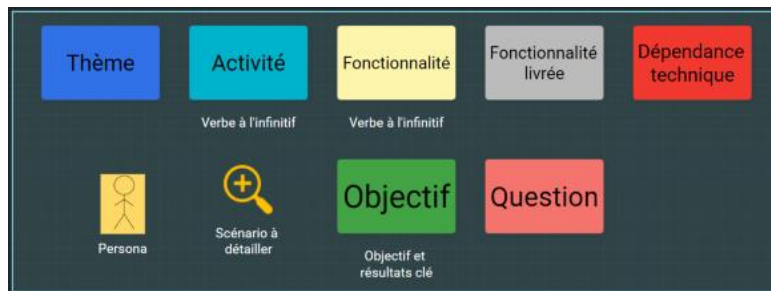 Thème
Activité
Fonctionnalité
Fonctionnalité
livrée
Dépendance
technique
Verbe à l'infinitif
Verbe à l'infinitif
Objectif
Question
Persona
Scénario à
détailler
Objectif et
résultats clé